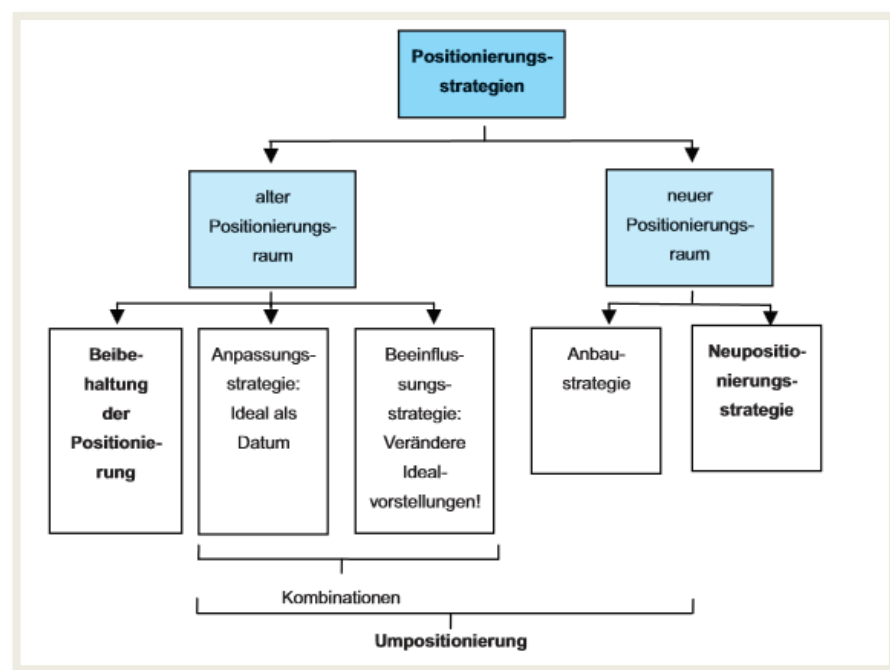 Positionierungs-
strategien
alter
Positionierungs-
raum
neuer
Positionierungs-
raum
Beibe-
haltung
der
Positionie-
rung
Anpassungs-
strategie:
Ideal als
Datum
Beeinflus-
sungs-
strategie:
Verändere
Ideal-
vorstellungen!
Anbau-
strategie
Neupositio-
nierungs-
strategie
Kombinationen
Umpositionierung